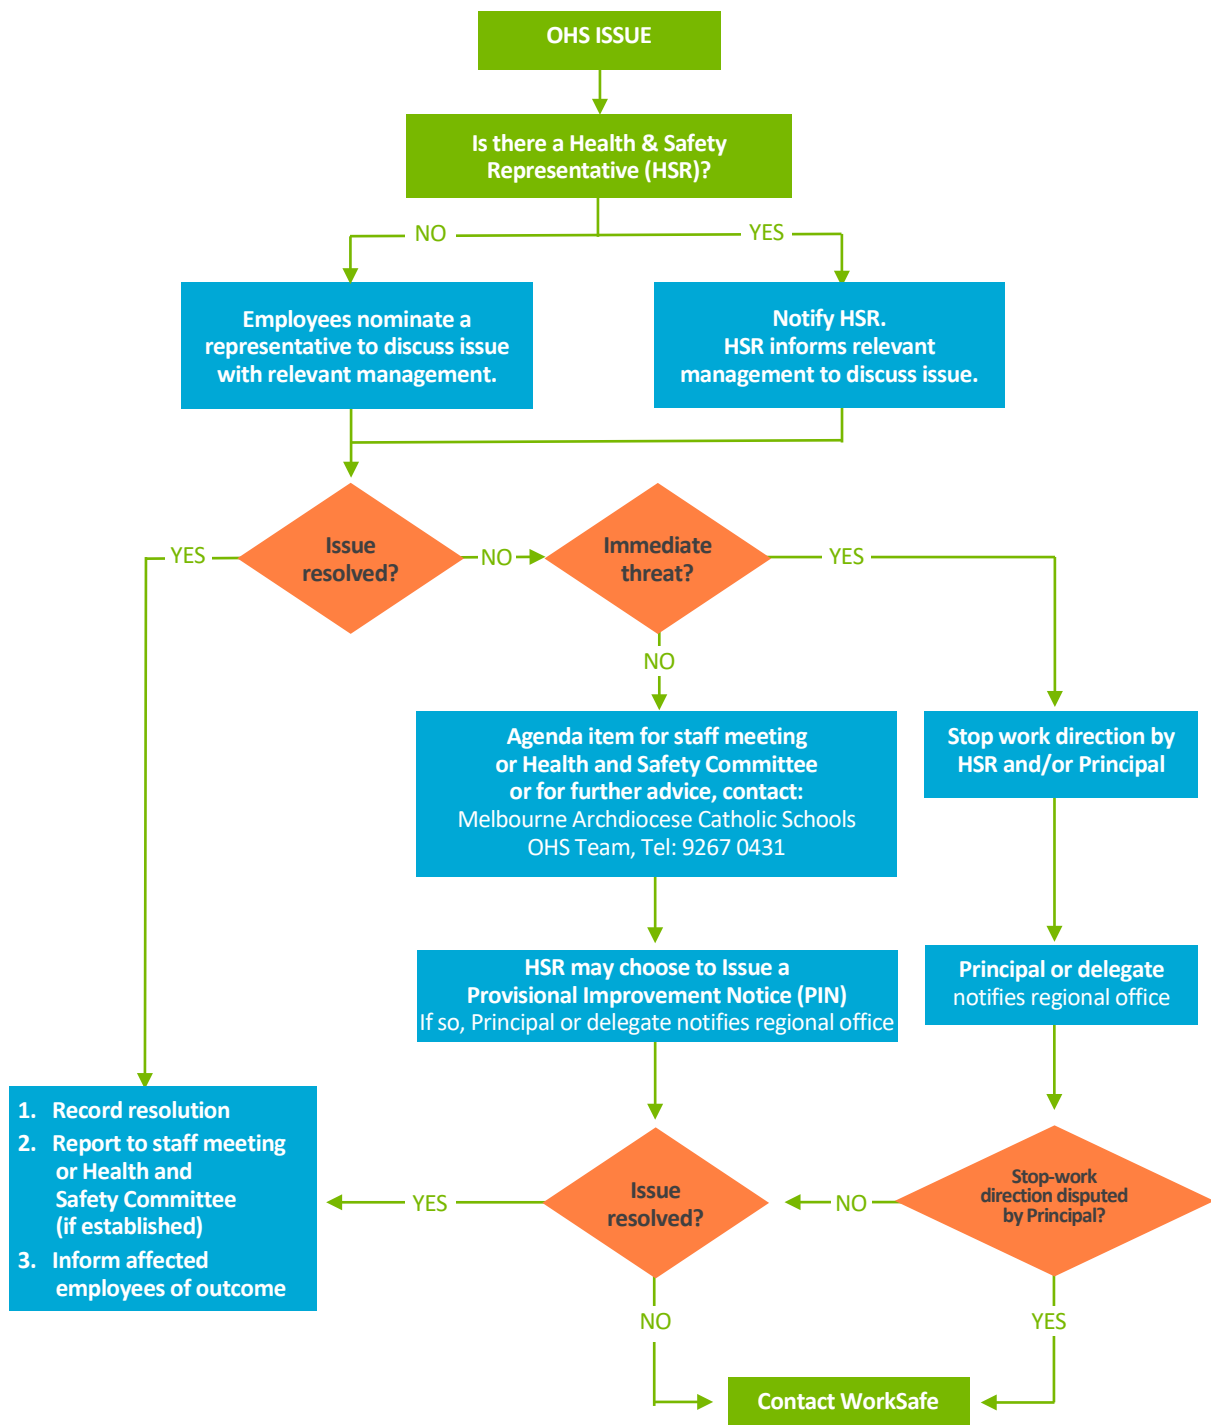 OHS ISSUE
Is there a Health & Safety
Representative (HSR)?
NO
YES
Employees nominate a
representative to discuss issue
with relevant management.
Notify HSR.
HSR informs relevant
management to discuss issue.
YES
Issue
resolved?
NO
Immediate
threat?
YES
NO
Agenda item for staff meeting
or Health and Safety Committee
or for further advice, contact:
Melbourne Archdiocese Catholic Schools
OHS Team, Tel: 9267 0431
Stop work direction by
HSR and/or Principal
HSR may choose to Issue a
Provisional Improvement Notice (PIN)
If so, Principal or delegate notifies regional office
Principal or delegate
notifies regional office
1. Record resolution
2. Report to staff meeting
or Health and
Safety Committee
(if established)
3. Inform affected
employees of outcome
YES
Issue
resolved?
NO
Stop-work
direction disputed
by Principal?
NO
YES
Contact WorkSafe